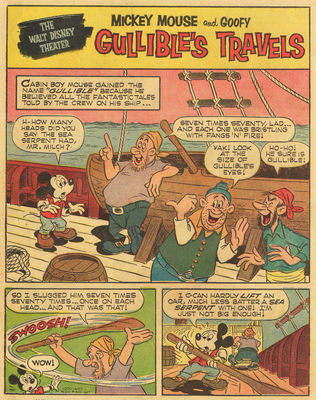 THE
WALT DISNEY
THEATER
MICKEY MOUSE and GOOFY
GULLIBLE'S TRAVELS
CABIN BOY MOUSE GAINED THE
NAME "GULLIBLE" BECAUSE HE
BELIEVED ALL THE FANTASTIC TALES
TOLD BY THE CREW ON HIS SHIP...
H-HOW MANY
HEADS DID YOU
SAY THE SEA
SERPENT HAD,
MR. MILCH?
SEVEN TIMES SEVENTY, LAD...
AND EACH ONE WAS BRISTLING
WITH FANGS 'N' FIRE!
YAK! LOOK
AT THE
SIZE OF
GULLIBLE'S
EYES!
HO-HO!
HE SURE IS
GULLIBLE!
SO I SLUGGED HIM SEVEN TIMES
SEVENTY TIMES...ONCE ON EACH
HEAD...AND THAT WAS THAT!
SWOOSH!
WOW!
I C-CAN HARDLY LIFT AN
OAR, MUCH LESS BATTER A SEA
SERPENT WITH ONE! I'M
JUST NOT BIG ENOUGH!